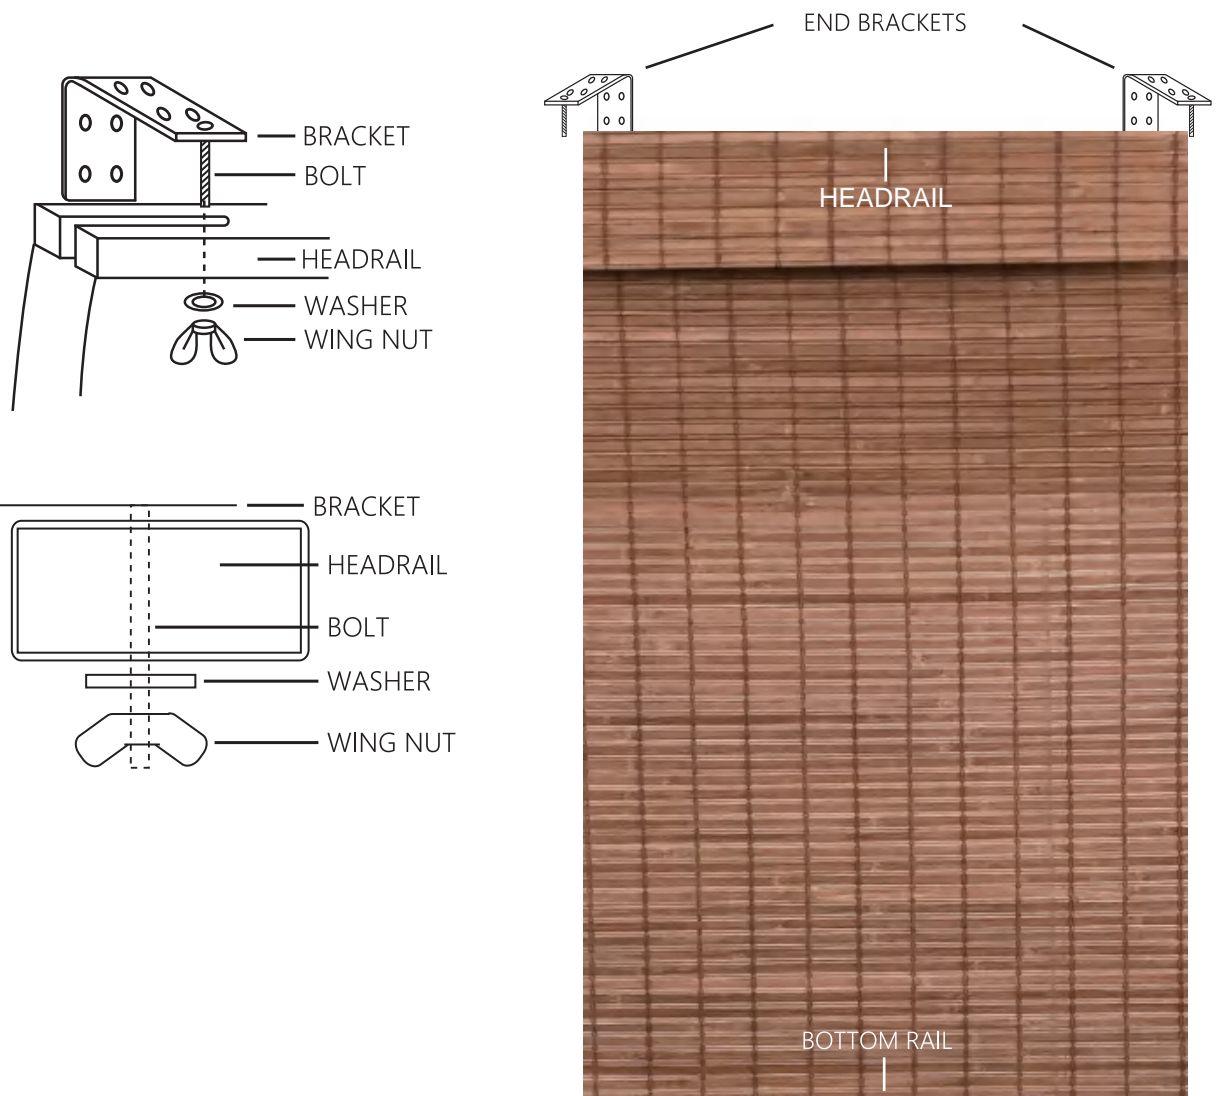 END BRACKETS
BRACKET
BOLT
HEADRAIL
WASHER
WING NUT
BRACKET
HEADRAIL
BOLT
WASHER
WING NUT
HEADRAIL
BOTTOM RAIL